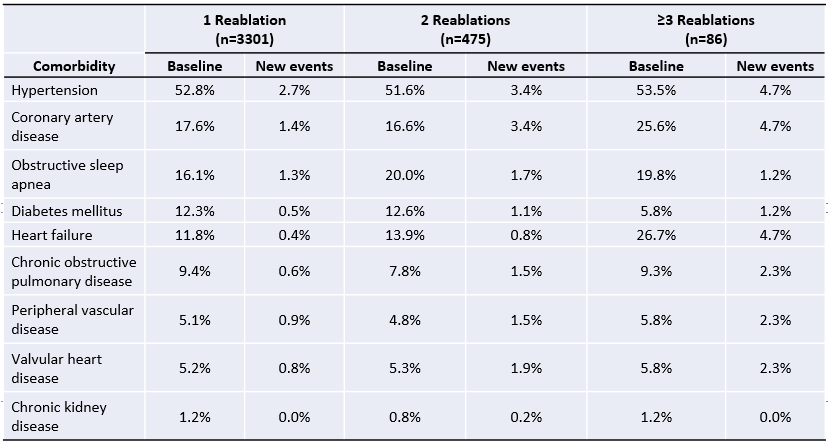 1 Reablation 2 Reablations ≥3 Reablations
(n=3301) (n=475) (n=86)
Comorbidity Baseline New events Baseline New events Baseline New events
Hypertension 52.8% 2.7% 51.6% 3.4% 53.5% 4.7%
Coronary artery
disease 17.6% 1.4% 16.6% 3.4% 25.6% 4.7%
Obstructive sleep
apnea 16.1% 1.3% 20.0% 1.7% 19.8% 1.2%
Diabetes mellitus 12.3% 0.5% 12.6% 1.1% 5.8% 1.2%
Heart failure 11.8% 0.4% 13.9% 0.8% 26.7% 4.7%
Chronic obstructive
pulmonary disease 9.4% 0.6% 7.8% 1.5% 9.3% 2.3%
Peripheral vascular
disease 5.1% 0.9% 4.8% 1.5% 5.8% 2.3%
Valvular heart
disease 5.2% 0.8% 5.3% 1.9% 5.8% 2.3%
Chronic kidney
disease 1.2% 0.0% 0.8% 0.2% 1.2% 0.0%